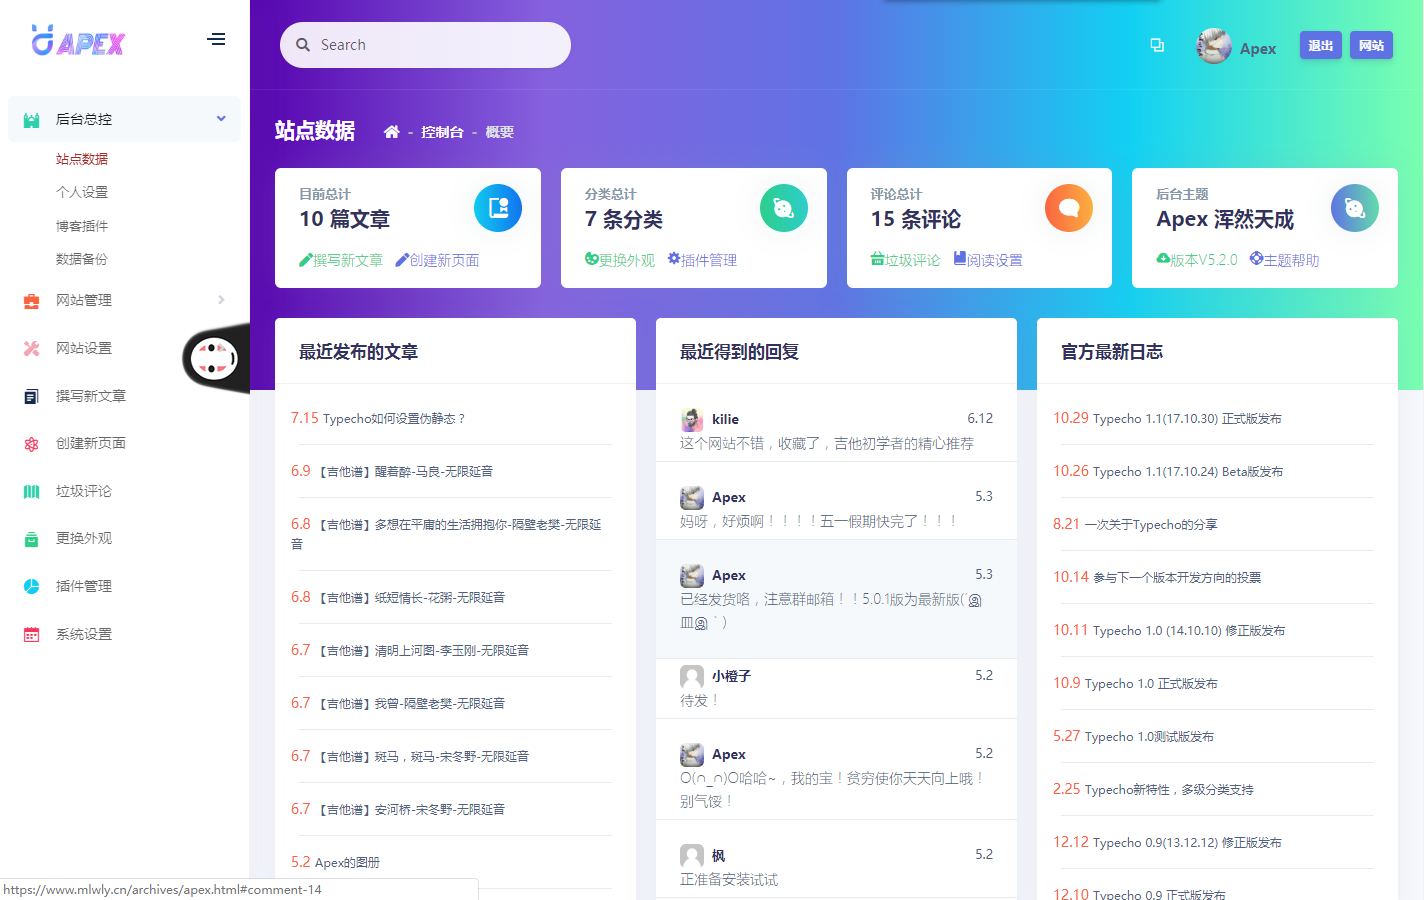 APEX
Search
Apex
退出
网站
后台总控
站点数据
个人设置
博客插件
数据备份
网站管理
网站设置
撰写新文章
创建新页面
垃圾评论
更换外观
插件管理
系统设置
站点数据
- 控制台 - 概要
目前总计
10 篇文章
撰写新文章 创建新页面
分类总计
7 条分类
更换外观 插件管理
评论总计
15 条评论
垃圾评论 阅读设置
后台主题
Apex 浑然天成
版本V5.2.0 主题帮助
最近发布的文章
7.15 Typecho如何设置伪静态？
6.9 【吉他谱】醒着醉-马良-无限延音
6.8 【吉他谱】多想在平庸的生活拥抱你-隔壁老樊-无限延
音
6.8 【吉他谱】纸短情长-花粥-无限延音
6.7 【吉他谱】清明上河图-李玉刚-无限延音
6.7 【吉他谱】我曾-隔壁老樊-无限延音
6.7 【吉他谱】斑马，斑马-宋冬野-无限延音
6.7 【吉他谱】安河桥-宋冬野-无限延音
5.2 Apex的图册
最近得到的回复
kilie 6.12
这个网站不错，收藏了，吉他初学者的精心推荐
Apex 5.3
妈呀，好烦啊！！！！五一假期快完了！！！
Apex 5.3
已经发货咯，注意群邮箱！！5.0.1版为最新版(´இ
皿இ｀)
小橙子 5.2
待发！
Apex 5.2
O(∩_∩)O哈哈~，我的宝！贫穷使你天天向上哦！
别气馁！
枫 5.2
正准备安装试试
官方最新日志
10.29 Typecho 1.1(17.10.30) 正式版发布
10.26 Typecho 1.1(17.10.24) Beta版发布
8.21 一次关于Typecho的分享
10.14 参与下一个版本开发方向的投票
10.11 Typecho 1.0 (14.10.10) 修正版发布
10.9 Typecho 1.0 正式版发布
5.27 Typecho 1.0测试版发布
2.25 Typecho新特性，多级分类支持
12.12 Typecho 0.9(13.12.12) 修正版发布
12.10 Typecho 0.9 正式版发布
https://www.mlwly.cn/archives/apex.html#comment-14